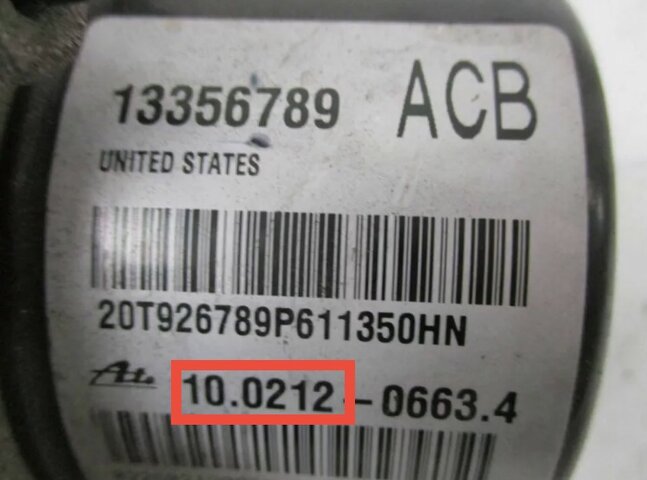 13356789 ACB
UNITED STATES
20T926789P611350HN
Ate 10.0212-0663.4